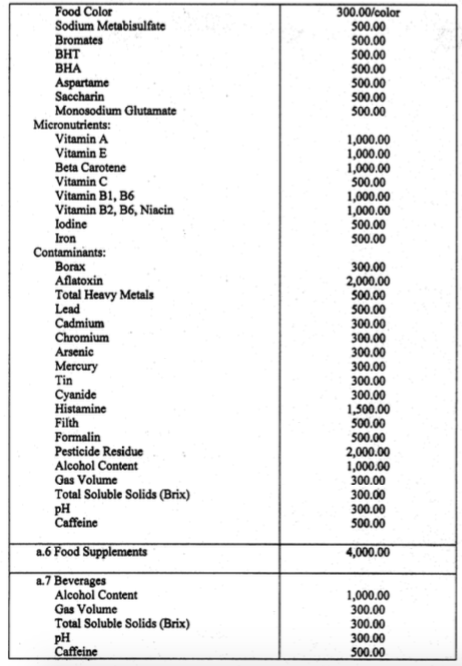 Food Color 300.00/color
Sodium Metabisulfate 500.00
Bromates 500.00
BHT 500.00
BHA 500.00
Aspartame 500.00
Saccharin 500.00
Monosodium Glutamate 500.00
Micronutrients:
Vitamin A 1,000.00
Vitamin E 1,000.00
Beta Carotene 1,000.00
Vitamin C 500.00
Vitamin B1, B6 1,000.00
Vitamin B2, B6, Niacin 1,000.00
Iodine 500.00
Iron 500.00
Contaminants:
Borax 300.00
Aflatoxin 2,000.00
Total Heavy Metals 500.00
Lead 500.00
Cadmium 300.00
Chromium 300.00
Arsenic 300.00
Mercury 300.00
Tin 300.00
Cyanide 300.00
Histamine 1,500.00
Filth 500.00
Formalin 500.00
Pesticide Residue 2,000.00
Alcohol Content 1,000.00
Gas Volume 300.00
Total Soluble Solids (Brix) 300.00
pH 300.00
Caffeine 500.00
a.6 Food Supplements 4,000.00
a.7 Beverages
Alcohol Content 1,000.00
Gas Volume 300.00
Total Soluble Solids (Brix) 300.00
pH 300.00
Caffeine 500.00